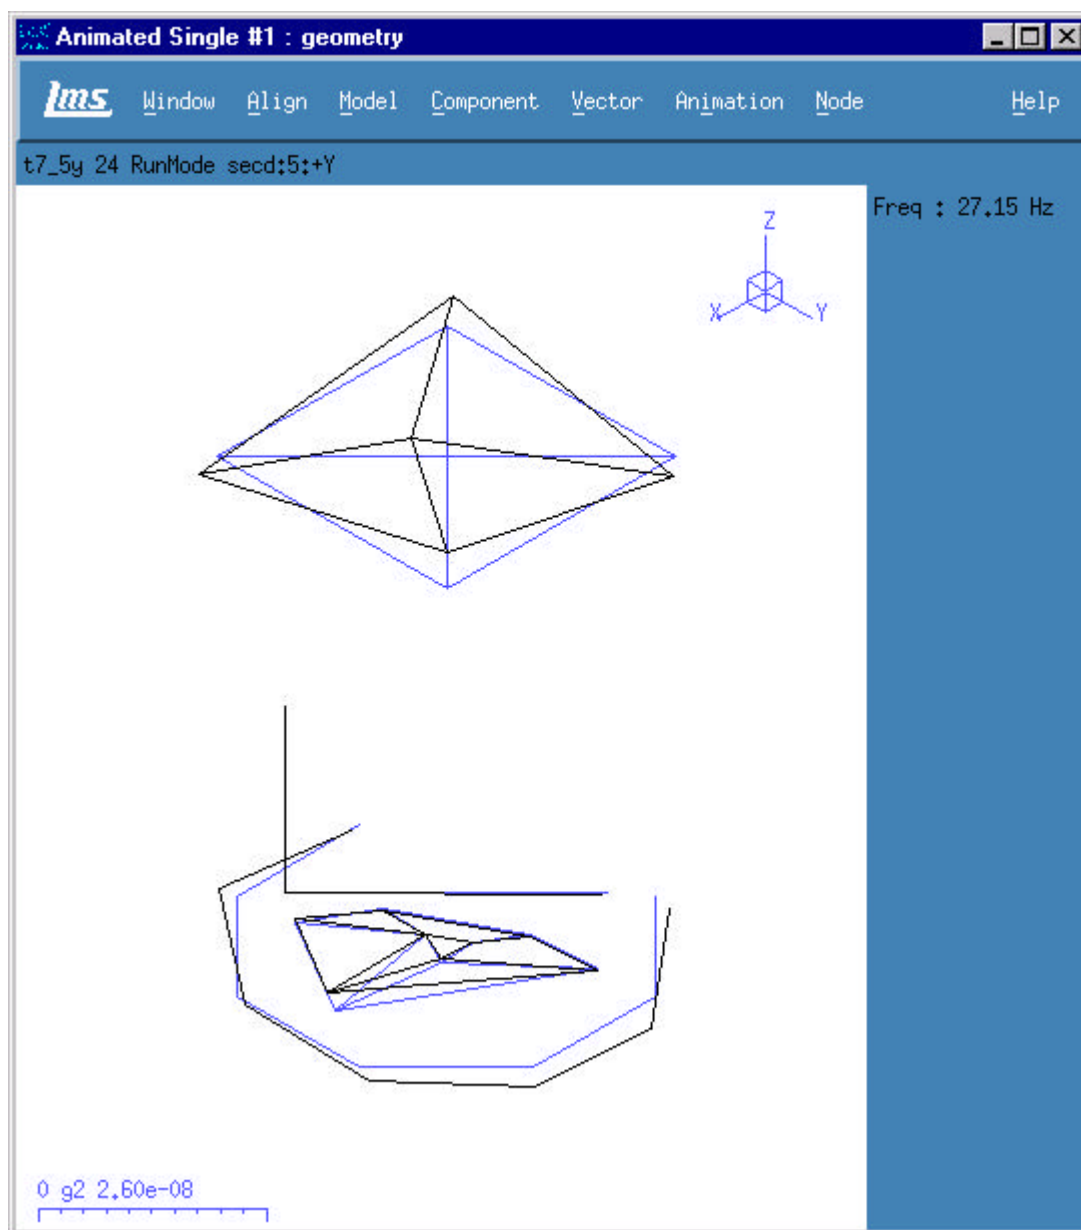 Animated Single #1 : geometry
lms Window Align Model Component Vector Animation Node Help
t7_5y 24 RunMode secd:5:+Y
Freq : 27.15 Hz
Z
X
Y
0 g2 2.60e-08